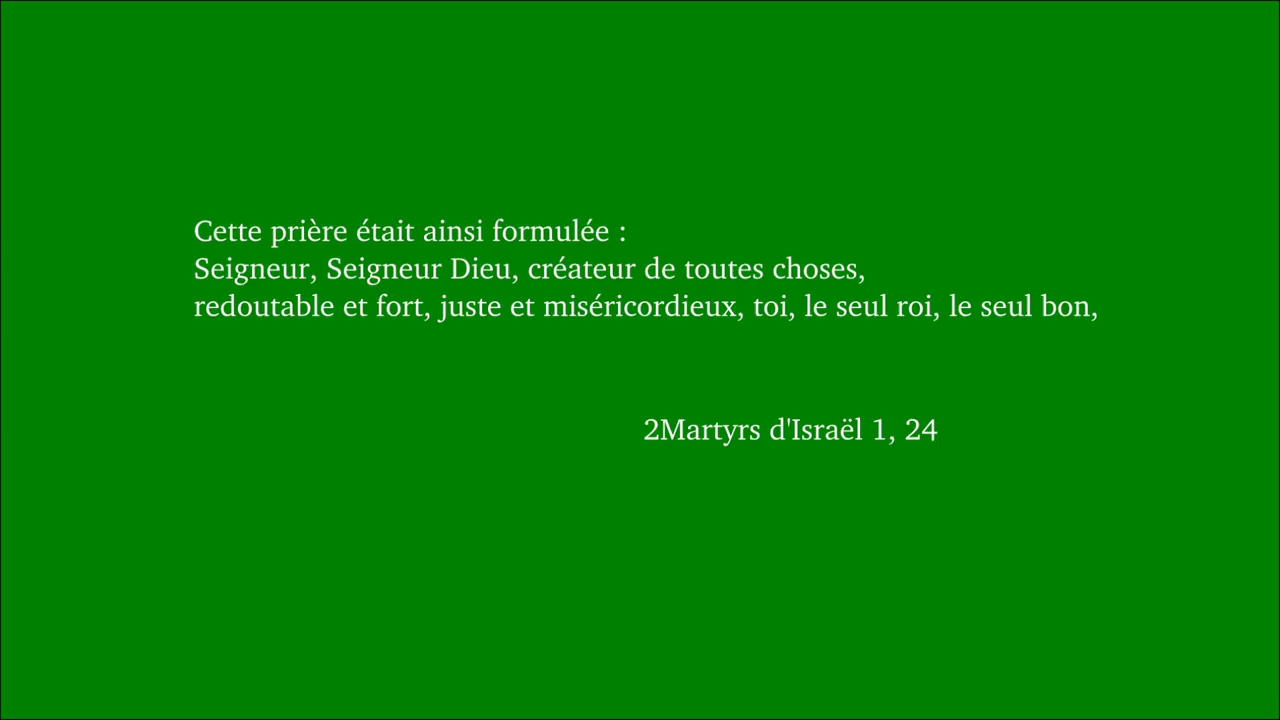 Cette prière était ainsi formulée :
Seigneur, Seigneur Dieu, créateur de toutes choses,
redoutable et fort, juste et miséricordieux, toi, le seul roi, le seul bon,
2Martyrs d'Israël 1, 24